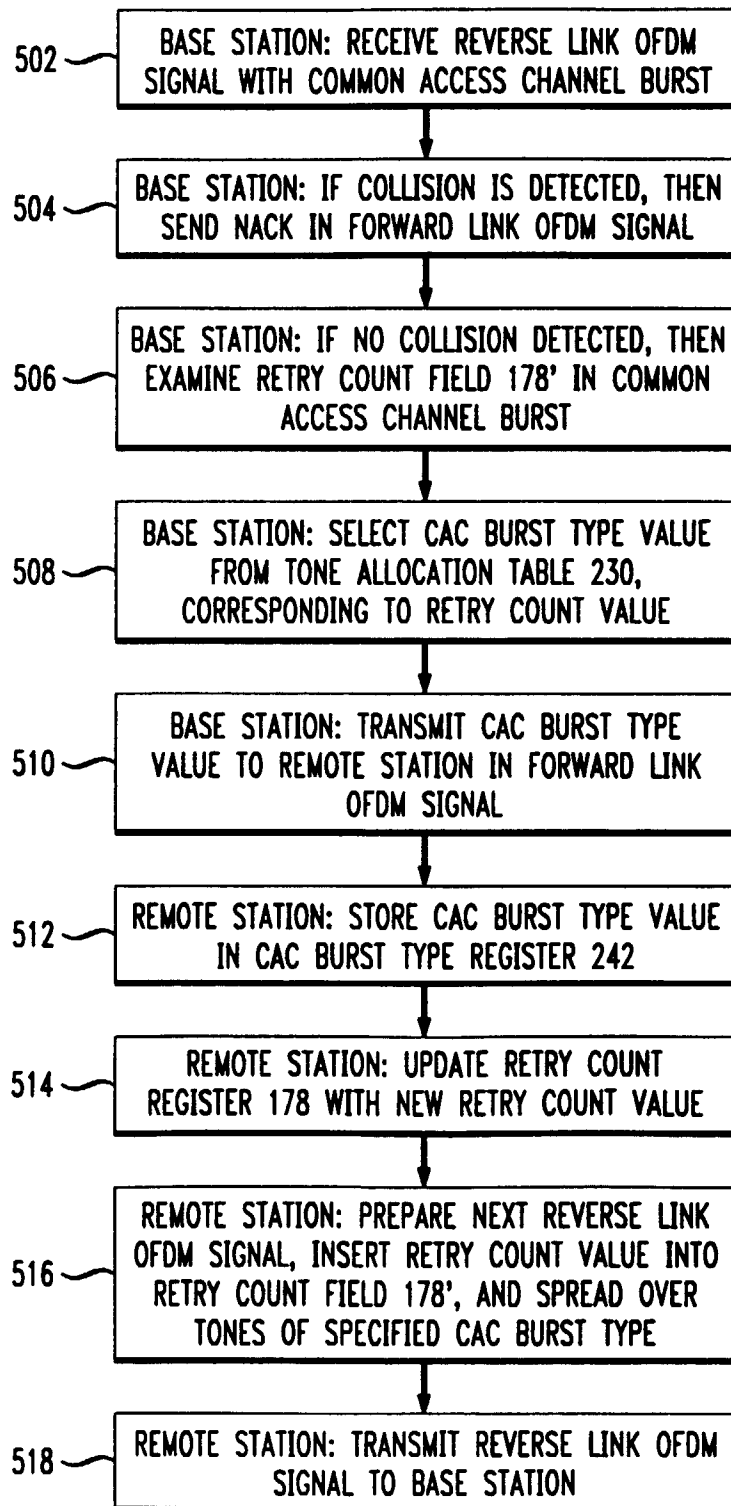 502
BASE STATION: RECEIVE REVERSE LINK OFDM
SIGNAL WITH COMMON ACCESS CHANNEL BURST
504
BASE STATION: IF COLLISION IS DETECTED, THEN
SEND NACK IN FORWARD LINK OFDM SIGNAL
506
BASE STATION: IF NO COLLISION DETECTED, THEN
EXAMINE RETRY COUNT FIELD 178' IN COMMON
ACCESS CHANNEL BURST
508
BASE STATION: SELECT CAC BURST TYPE VALUE
FROM TONE ALLOCATION TABLE 230,
CORRESPONDING TO RETRY COUNT VALUE
510
BASE STATION: TRANSMIT CAC BURST TYPE
VALUE TO REMOTE STATION IN FORWARD LINK
OFDM SIGNAL
512
REMOTE STATION: STORE CAC BURST TYPE VALUE
IN CAC BURST TYPE REGISTER 242
514
REMOTE STATION: UPDATE RETRY COUNT
REGISTER 178 WITH NEW RETRY COUNT VALUE
516
REMOTE STATION: PREPARE NEXT REVERSE LINK
OFDM SIGNAL, INSERT RETRY COUNT VALUE INTO
RETRY COUNT FIELD 178', AND SPREAD OVER
TONES OF SPECIFIED CAC BURST TYPE
518
REMOTE STATION: TRANSMIT REVERSE LINK OFDM
SIGNAL TO BASE STATION